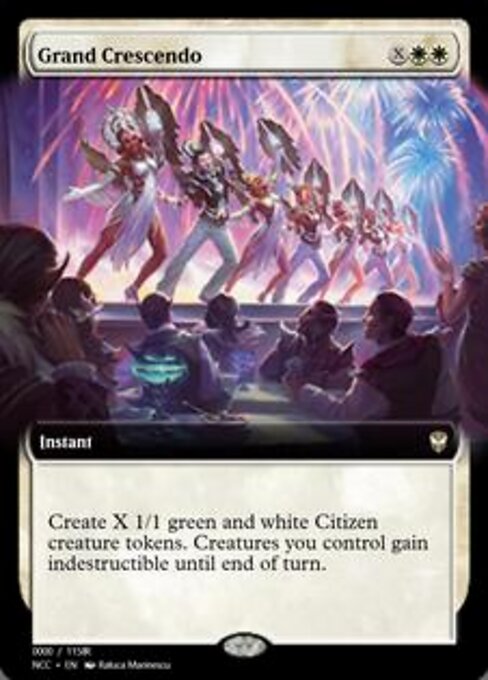 Grand Crescendo X
Instant
Create X 1/1 green and white Citizen
creature tokens. Creatures you control gain
indestructible until end of turn.
NCC • EN Raluca Marinescu